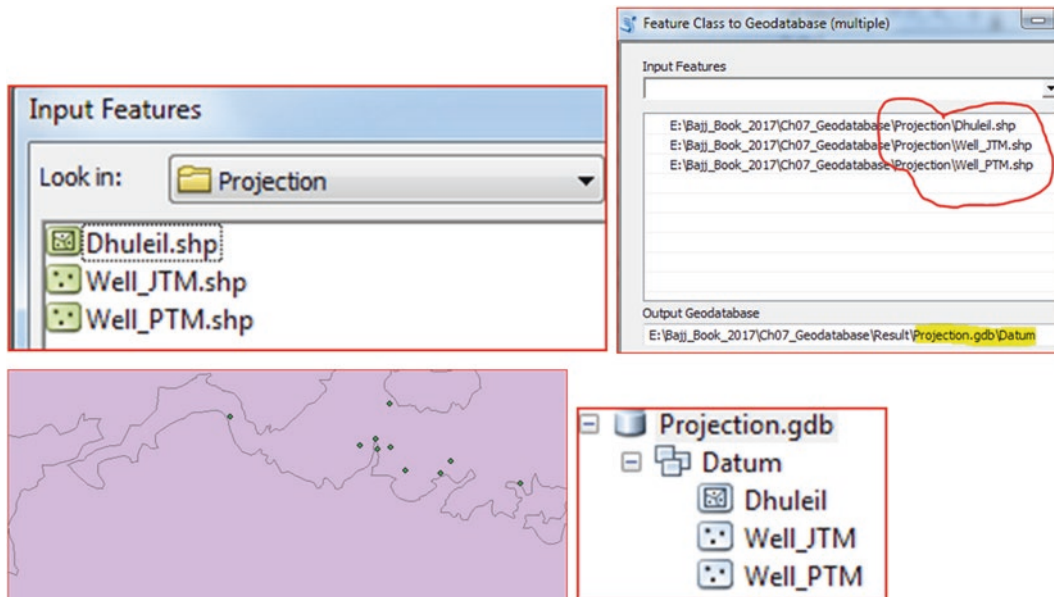 Input Features
Look in:
Projection
Dhuleil.shp
Well_JTM.shp
Well_PTM.shp
Feature Class to Geodatabase (multiple)
Input Features
E:\Bajj_Book_2017\Ch07_Geodatabase\Projection\Dhuleil.shp
E:\Bajj_Book_2017\Ch07_Geodatabase\Projection\Well_JTM.shp
E:\Bajj_Book_2017\Ch07_Geodatabase\Projection\Well_PTM.shp
Output Geodatabase
E:\Bajj_Book_2017\Ch07_Geodatabase\Result\Projection.gdb\Datum
Projection.gdb
Datum
Dhuleil
Well_JTM
Well_PTM